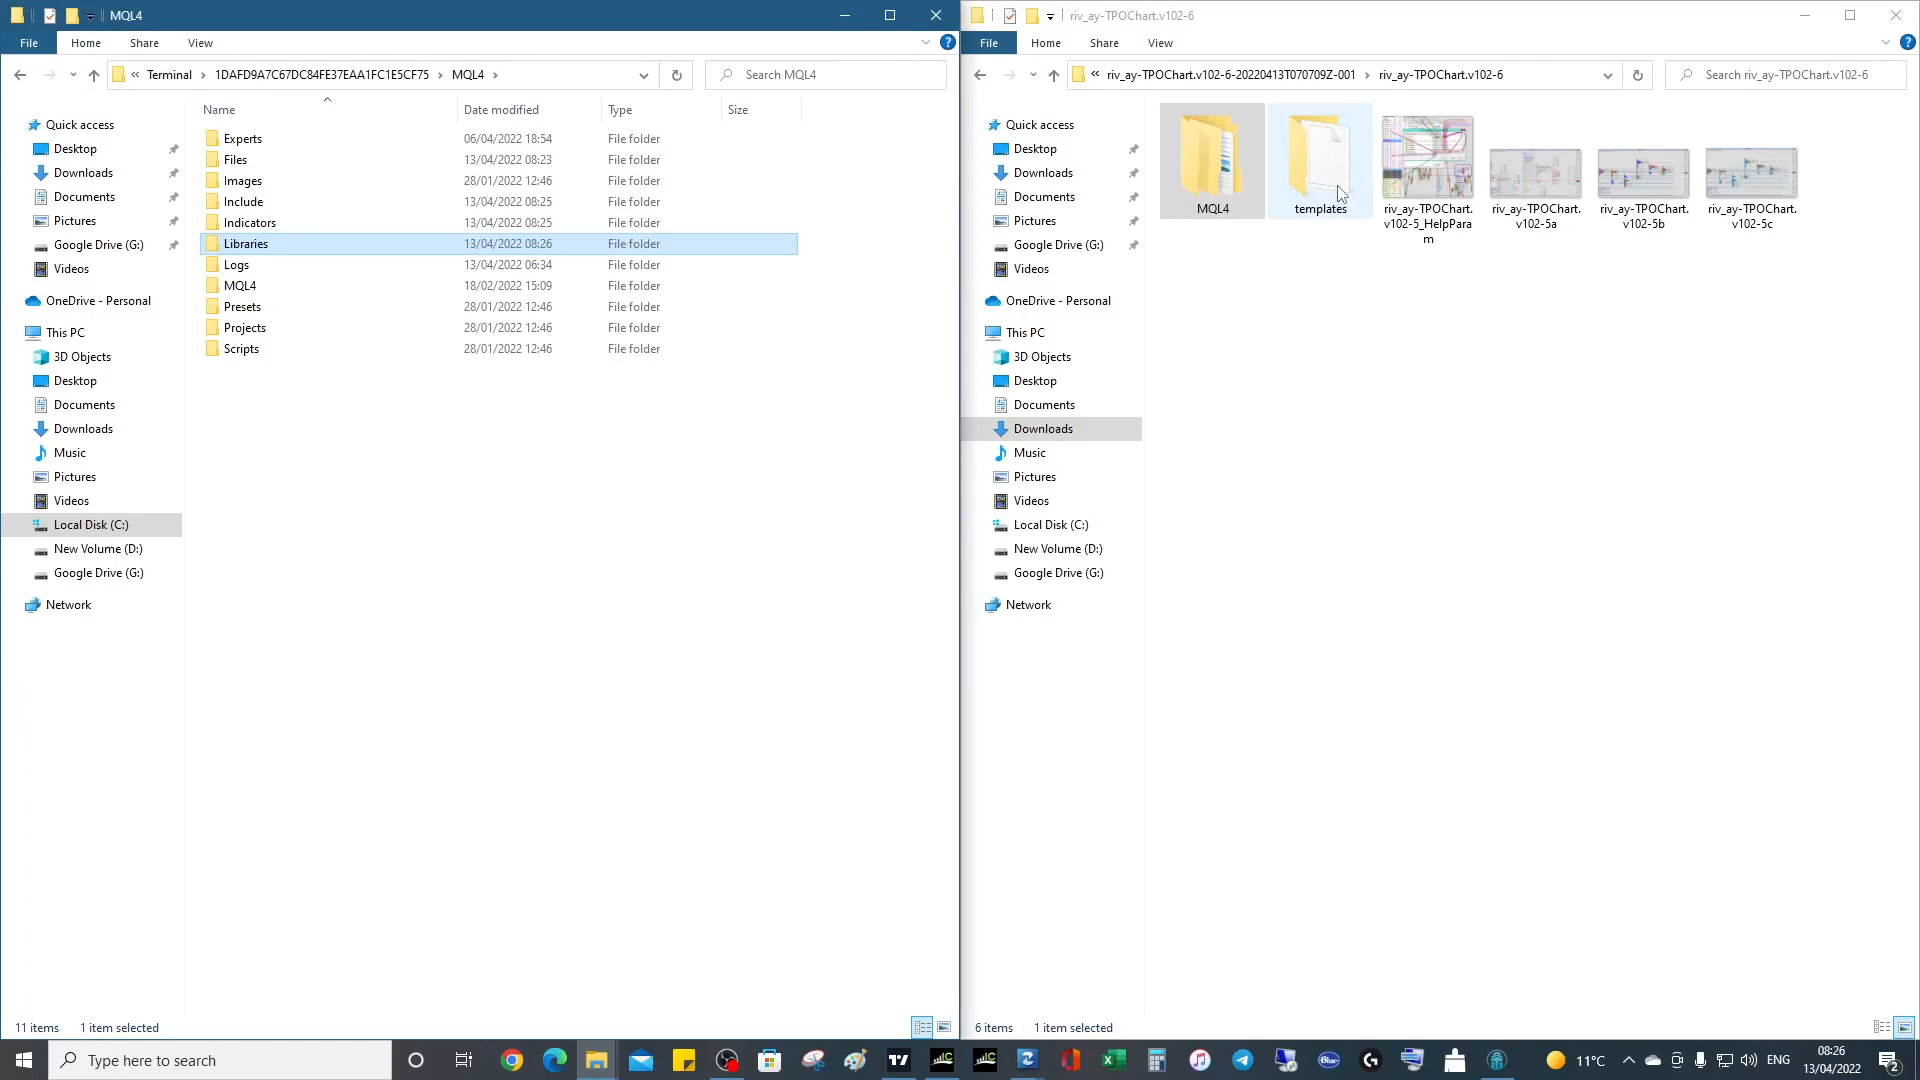 MQL4
File
Home
Share
View
« Terminal › 1DAFD9A7C67DC84FE37EAA1FC1E5CF75 › MQL4 ›
Search MQL4
Quick access
Desktop
Downloads
Documents
Pictures
Google Drive (G:)
Videos
OneDrive - Personal
This PC
3D Objects
Desktop
Documents
Downloads
Music
Pictures
Videos
Local Disk (C:)
New Volume (D:)
Google Drive (G:)
Network
Name Date modified Type Size
Experts 06/04/2022 18:54 File folder
Files 13/04/2022 08:23 File folder
Images 28/01/2022 12:46 File folder
Include 13/04/2022 08:25 File folder
Indicators 13/04/2022 08:25 File folder
Libraries 13/04/2022 08:26 File folder
Logs 13/04/2022 06:34 File folder
MQL4 18/02/2022 15:09 File folder
Presets 28/01/2022 12:46 File folder
Projects 28/01/2022 12:46 File folder
Scripts 28/01/2022 12:46 File folder
11 items 1 item selected
riv_ay-TPOChart.v102-6
File
Home
Share
View
« riv_ay-TPOChart.v102-6-20220413T070709Z-001 › riv_ay-TPOChart.v102-6
Search riv_ay-TPOChart.v102-6
Quick access
Desktop
Downloads
Documents
Pictures
Google Drive (G:)
Videos
OneDrive - Personal
This PC
3D Objects
Desktop
Documents
Downloads
Music
Pictures
Videos
Local Disk (C:)
New Volume (D:)
Google Drive (G:)
Network
MQL4
templates
riv_ay-TPOChart.
v102-5_HelpPara
m
riv_ay-TPOChart.
v102-5a
riv_ay-TPOChart.
v102-5b
riv_ay-TPOChart.
v102-5c
6 items 1 item selected
Type here to search
Blue
11°C
ENG
08:26
13/04/2022
2